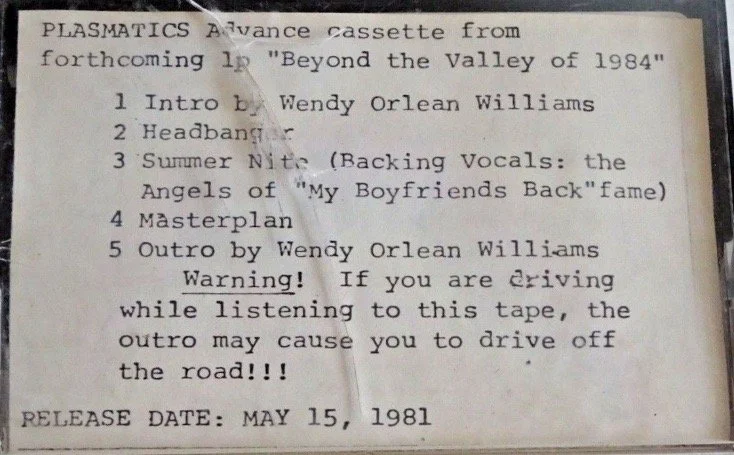 PLASMATICS Advance cassette from
forthcoming lp "Beyond the Valley of 1984"
1 Intro by Wendy Orlean Williams
2 Headbanger
3 Summer Nite (Backing Vocals: the
Angels of "My Boyfriends Back"fame)
4 Masterplan
5 Outro by Wendy Orlean Williams
Warning! If you are driving
while listening to this tape, the
outro may cause you to drive off
the road!!!
RELEASE DATE: MAY 15, 1981